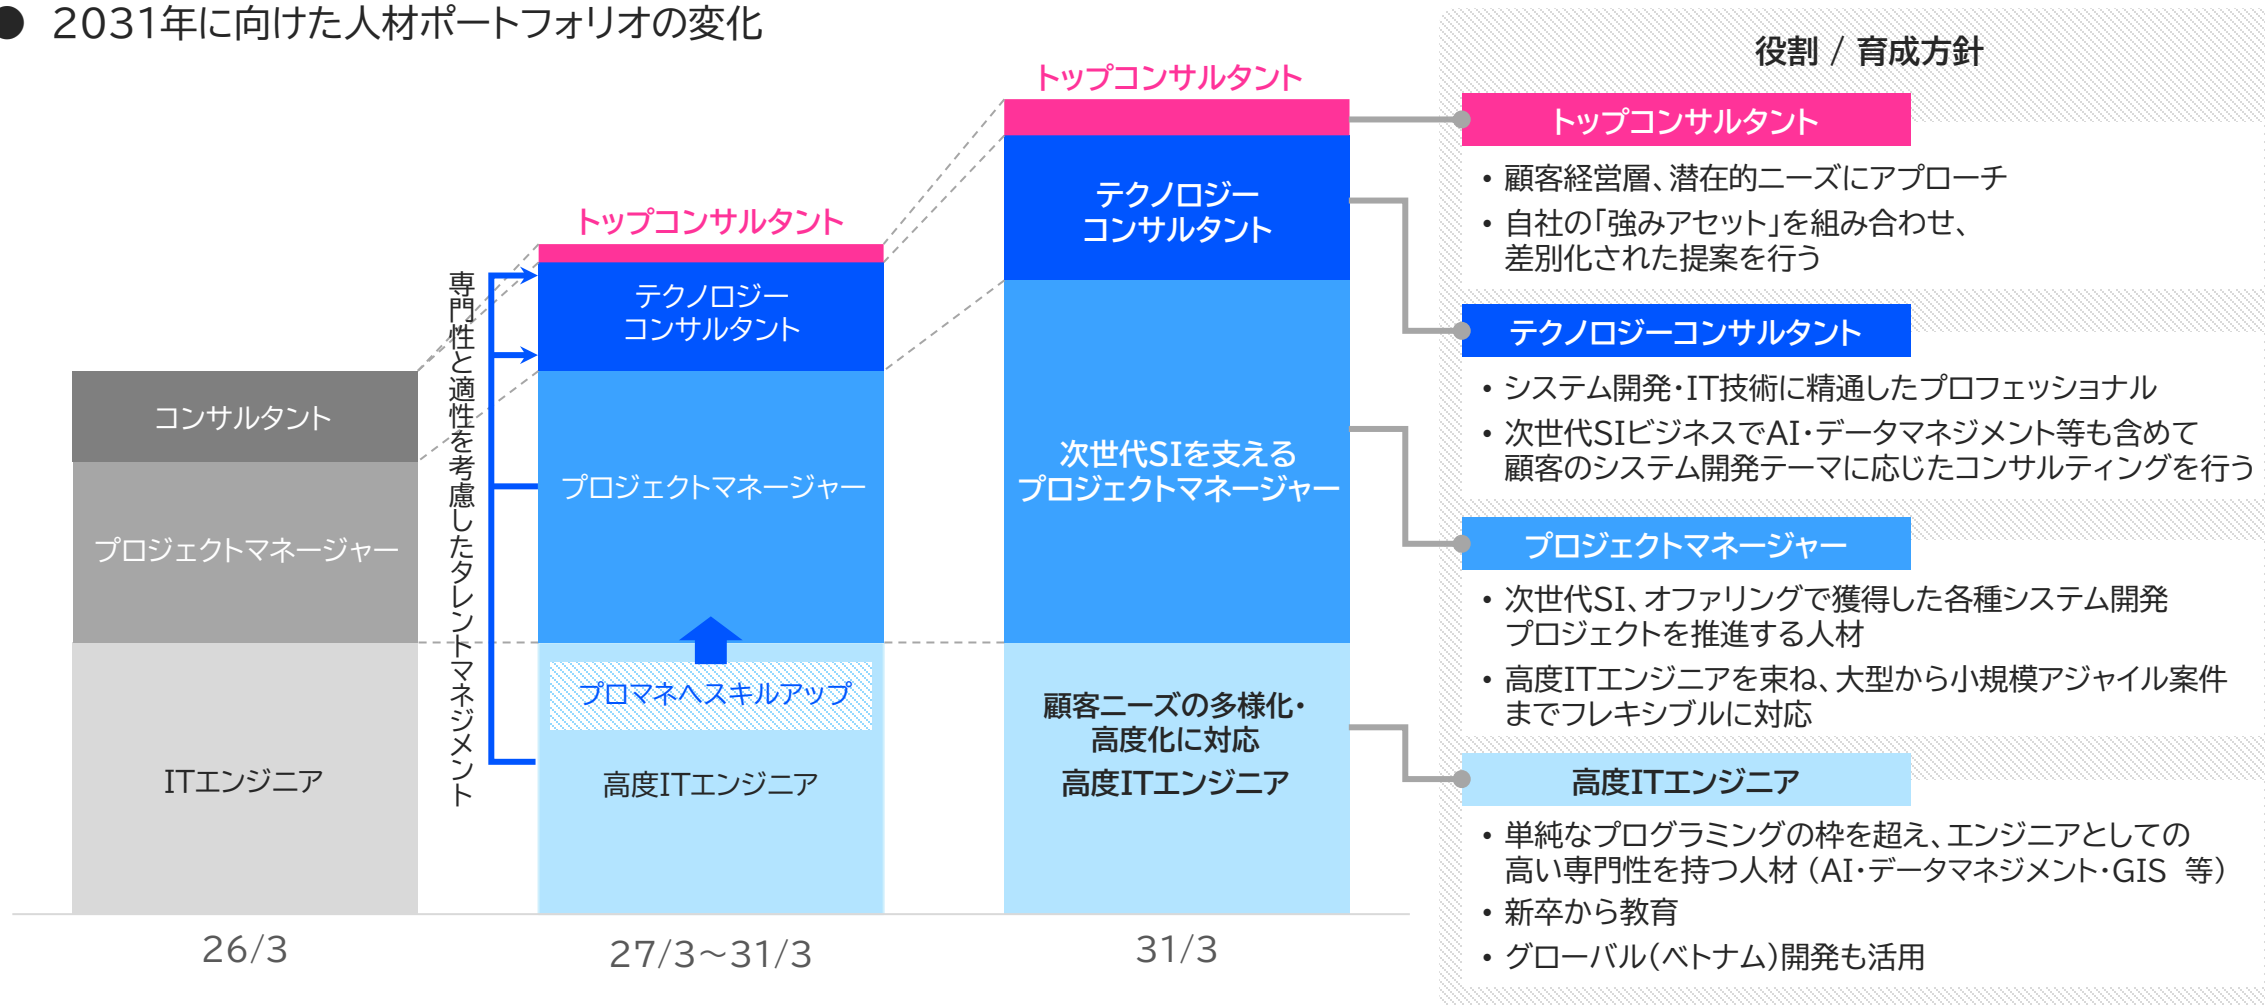 ● 2031年に向けた人材ポートフォリオの変化
コンサルタント
プロジェクトマネージャー
ITエンジニア
26/3
専門性と適性を考慮したタレントマネジメント
トップコンサルタント
テクノロジー
コンサルタント
プロジェクトマネージャー
プロマネへスキルアップ
高度ITエンジニア
27/3～31/3
トップコンサルタント
テクノロジー
コンサルタント
次世代SIを支える
プロジェクトマネージャー
顧客ニーズの多様化・
高度化に対応
高度ITエンジニア
31/3
役割 / 育成方針
トップコンサルタント
・顧客経営層、潜在的ニーズにアプローチ
・自社の「強みアセット」を組み合わせ、
差別化された提案を行う
テクノロジーコンサルタント
・システム開発・IT技術に精通したプロフェッショナル
・次世代SIビジネスでAI・データマネジメント等も含めて
顧客のシステム開発テーマに応じたコンサルティングを行う
プロジェクトマネージャー
・次世代SI、オファリングで獲得した各種システム開発
プロジェクトを推進する人材
・高度ITエンジニアを束ね、大型から小規模アジャイル案件
までフレキシブルに対応
高度ITエンジニア
・単純なプログラミングの枠を超え、エンジニアとしての
高い専門性を持つ人材（AI・データマネジメント・GIS 等）
・新卒から教育
・グローバル（ベトナム）開発も活用